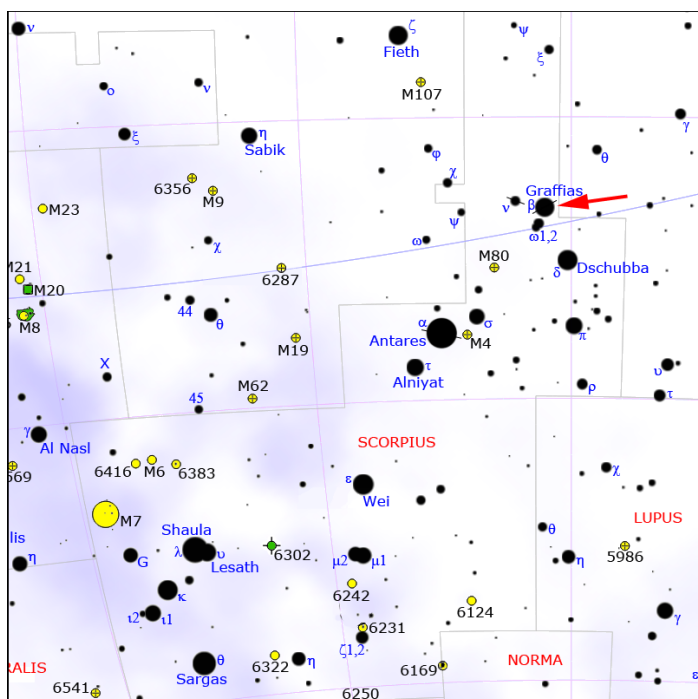 ν
ζ
Fieth
ψ
ξ
ο
ν
M107
γ
ξ
η
Sabik
φ
θ
6356
M9
χ
Graffias
M23
ν
β
ψ
ω1,2
χ
ω
M80
δ
Dschubba
M21
6287
M20
44
θ
α
σ
M8
Antares
M4
π
M19
τ
Alniyat
υ
X
M62
ρ
τ
45
γ
Al Nasl
SCORPIUS
6416
M6
6383
χ
569
ε
Wei
M7
LUPUS
Shaula
θ
lis
λ
υ
6302
μ2
μ1
η
5986
η
G
Lesath
κ
6242
6124
ι2
ι1
γ
6231
ζ1,2
θ
6322
η
6169
NORMA
RALIS
Sargas
ε
6541
6250